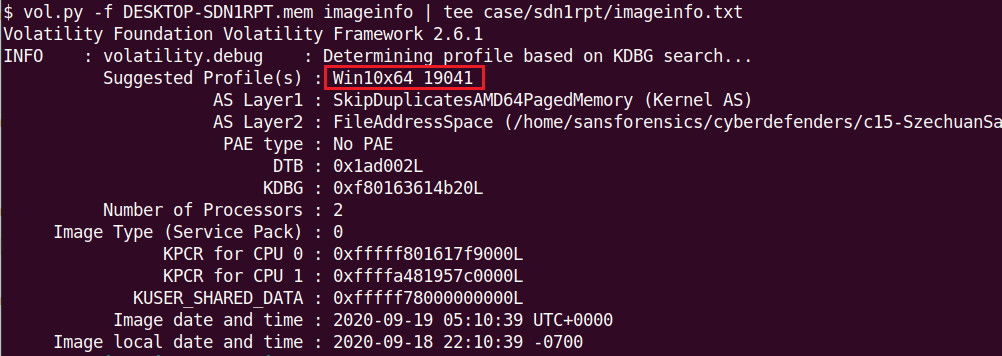 $ vol.py -f DESKTOP-SDN1RPT.mem imageinfo | tee case/sdn1rpt/imageinfo.txt
Volatility Foundation Volatility Framework 2.6.1
INFO    : volatility.debug    : Determining profile based on KDBG search...
Suggested Profile(s) : Win10x64_19041
AS Layer1 : SkipDuplicatesAMD64PagedMemory (Kernel AS)
AS Layer2 : FileAddressSpace (/home/sansforensics/cyberdefenders/c15-SzechuanSa
PAE type : No PAE
DTB : 0x1ad002L
KDBG : 0xf80163614b20L
Number of Processors : 2
Image Type (Service Pack) : 0
KPCR for CPU 0 : 0xfffff801617f9000L
KPCR for CPU 1 : 0xffffa481957c0000L
KUSER_SHARED_DATA : 0xfffff78000000000L
Image date and time : 2020-09-19 05:10:39 UTC+0000
Image local date and time : 2020-09-18 22:10:39 -0700